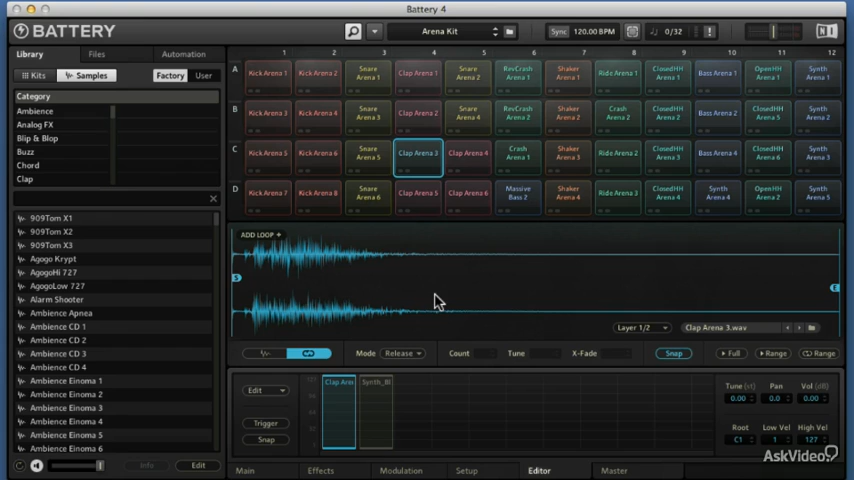 Battery 4
BATTERY
Arena Kit
Sync 120.00 BPM
0/32
Library Files Automation
Kits Samples Factory User
Category
Ambience
Analog FX
Blip & Blop
Buzz
Chord
Clap
909Tom X1
909Tom X2
909Tom X3
Agogo Krypt
AgogoHi 727
AgogoLow 727
Alarm Shooter
Ambience Apnea
Ambience CD 1
Ambience CD 2
Ambience CD 3
Ambience CD 4
Ambience Einoma 1
Ambience Einoma 2
Ambience Einoma 3
Ambience Einoma 4
Ambience Einoma 5
Ambience Einoma 6
Info Edit
1 2 3 4 5 6 7 8 9 10 11 12
A Kick Arena 1 Kick Arena 2 Snare Arena 1 Clap Arena 1 Snare Arena 2 RevCrash Arena 1 Shaker Arena 1 Ride Arena 1 ClosedHH Arena 1 Bass Arena 1 OpenHH Arena 1 Synth Arena 1
B Kick Arena 3 Kick Arena 4 Snare Arena 3 Clap Arena 2 Snare Arena 4 RevCrash Arena 2 Shaker Arena 2 Crash Arena 2 ClosedHH Arena 2 Bass Arena 2 ClosedHH Arena 5 Synth Arena 2
C Kick Arena 5 Kick Arena 6 Snare Arena 5 Clap Arena 3 Clap Arena 4 Crash Arena 1 Shaker Arena 3 Ride Arena 2 ClosedHH Arena 3 Bass Arena 4 ClosedHH Arena 6 Synth Arena 3
D Kick Arena 7 Kick Arena 8 Snare Arena 6 Clap Arena 5 Clap Arena 6 Massive Bass 2 Shaker Arena 4 Ride Arena 3 ClosedHH Arena 4 Synth Arena 4 OpenHH Arena 2 Synth Arena 5
ADD LOOP +
S E
Layer 1/2 Clap Arena 3.wav
Mode Release Count Tune X-Fade Snap Full Range Range
Edit
Trigger
Snap
Clap Are Synth_Bl
Tune (st) Pan Vol (dB)
0.00 0.0 0.00
Root Low Vel High Vel
C1 1 127
AskVideo
Main Effects Modulation Setup Editor Master